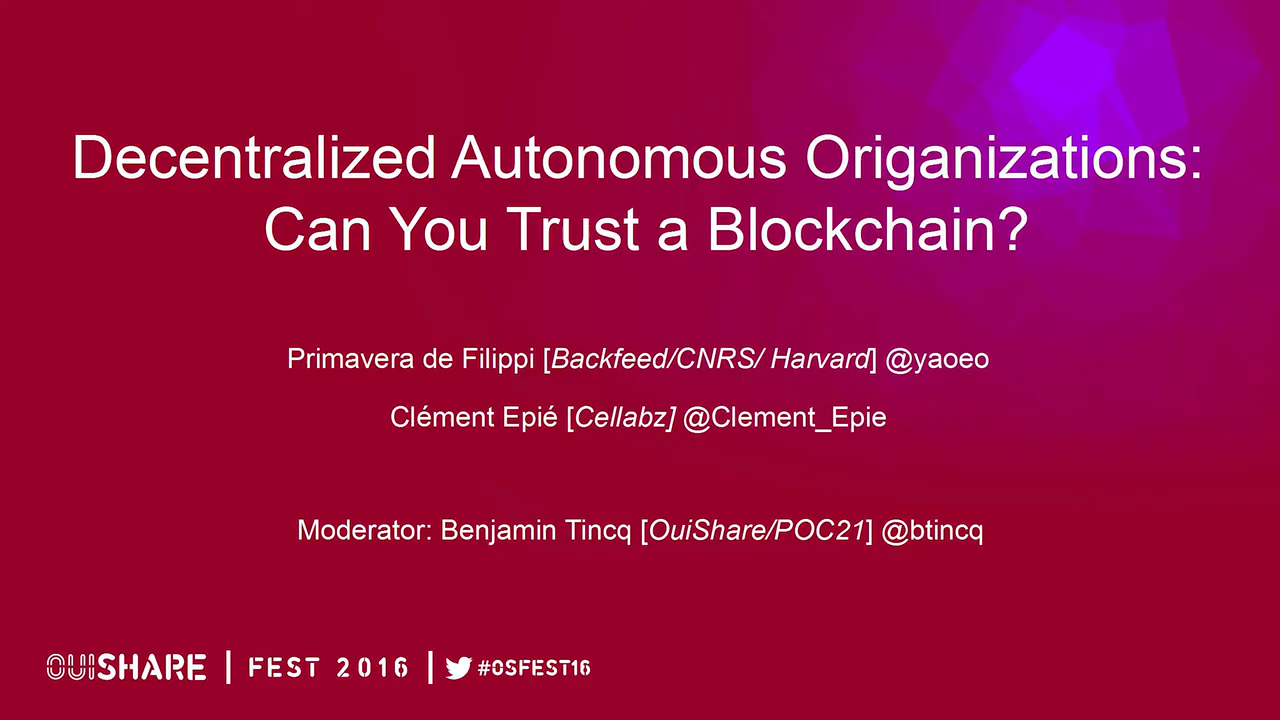 Decentralized Autonomous Origanizations:
Can You Trust a Blockchain?
Primavera de Filippi [Backfeed/CNRS/ Harvard] @yaoeo
Clément Epié [Cellabz] @Clement_Epie
Moderator: Benjamin Tincq [OuiShare/POC21] @btincq
OUISHARE | FEST 2016 | #OSFEST16